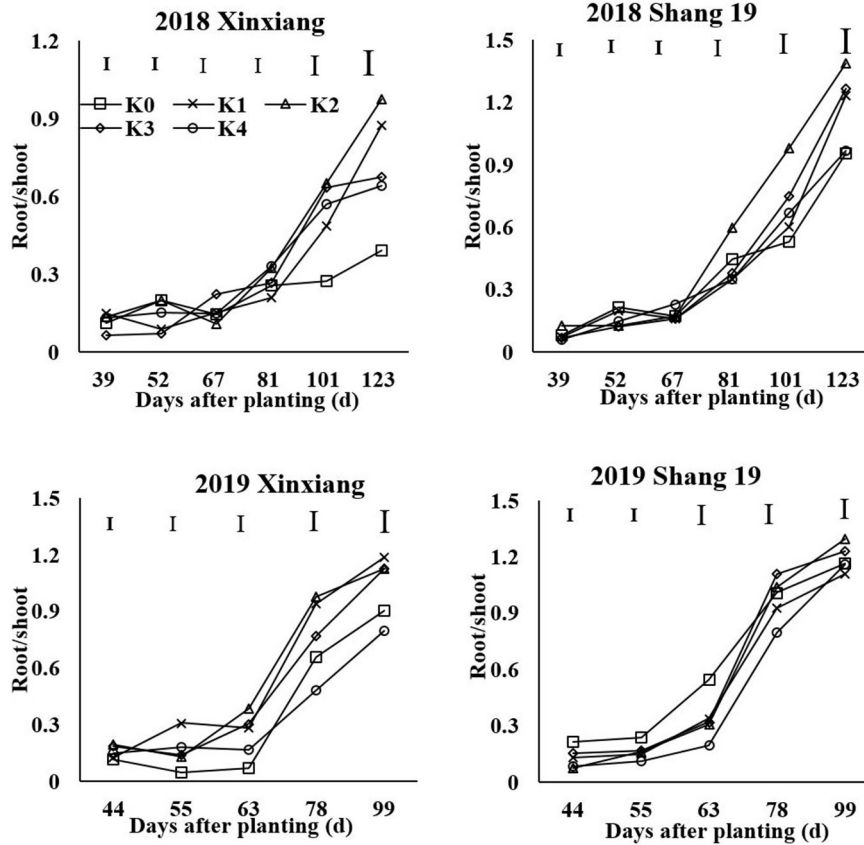 2018 Xinxiang
1.2
0.9
0.6
0.3
0
Root/shoot
K0 K1 K2
K3 K4
39 52 67 81 101 123
Days after planting (d)
2018 Shang 19
1.5
1.2
0.9
0.6
0.3
0
Root/shoot
39 52 67 81 101 123
Days after planting (d)
2019 Xinxiang
1.5
1.2
0.9
0.6
0.3
0
Root/shoot
44 55 63 78 99
Days after planting (d)
2019 Shang 19
1.5
1.2
0.9
0.6
0.3
0
Root/shoot
44 55 63 78 99
Days after planting (d)